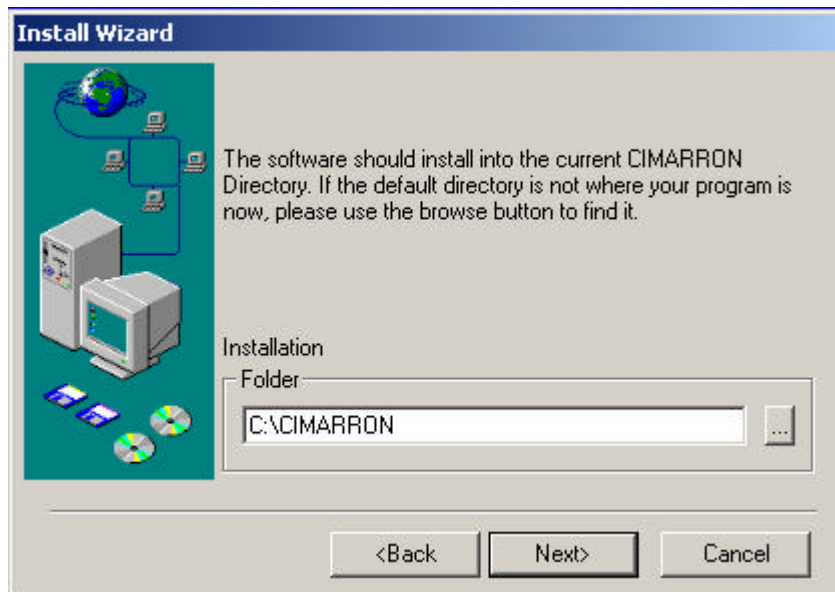 Install Wizard
The software should install into the current CIMARRON
Directory. If the default directory is not where your program is
now, please use the browse button to find it.
Installation
Folder
C:\CIMARRON
...
<Back
Next>
Cancel